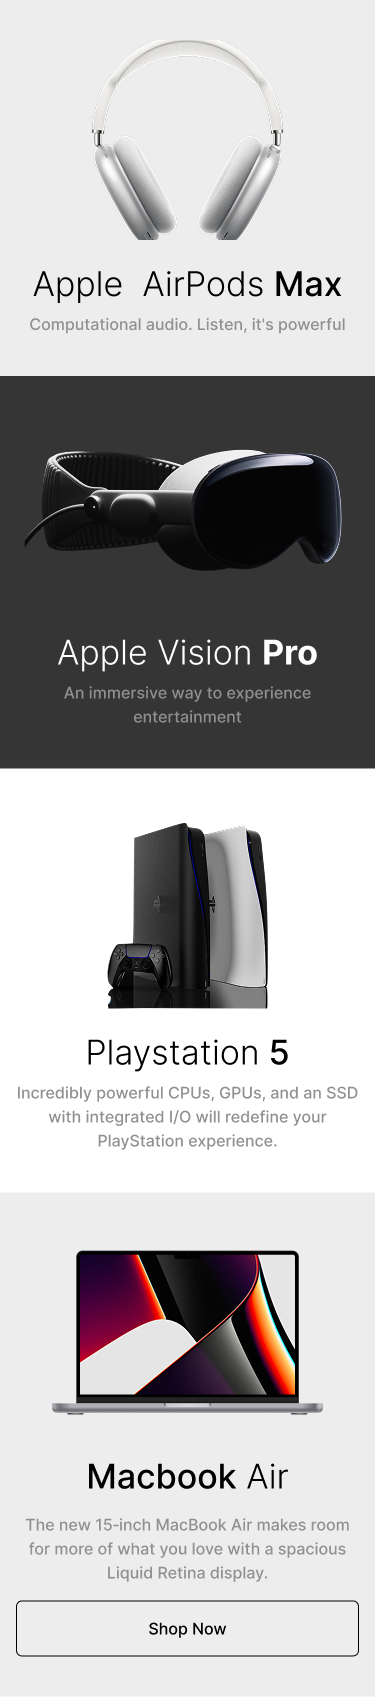 Apple  AirPods Max
Computational audio. Listen, it's powerful
Apple Vision Pro
An immersive way to experience
entertainment
Playstation 5
Incredibly powerful CPUs, GPUs, and an SSD
with integrated I/O will redefine your
PlayStation experience.
Macbook Air
The new 15-inch MacBook Air makes room
for more of what you love with a spacious
Liquid Retina display.
Shop Now